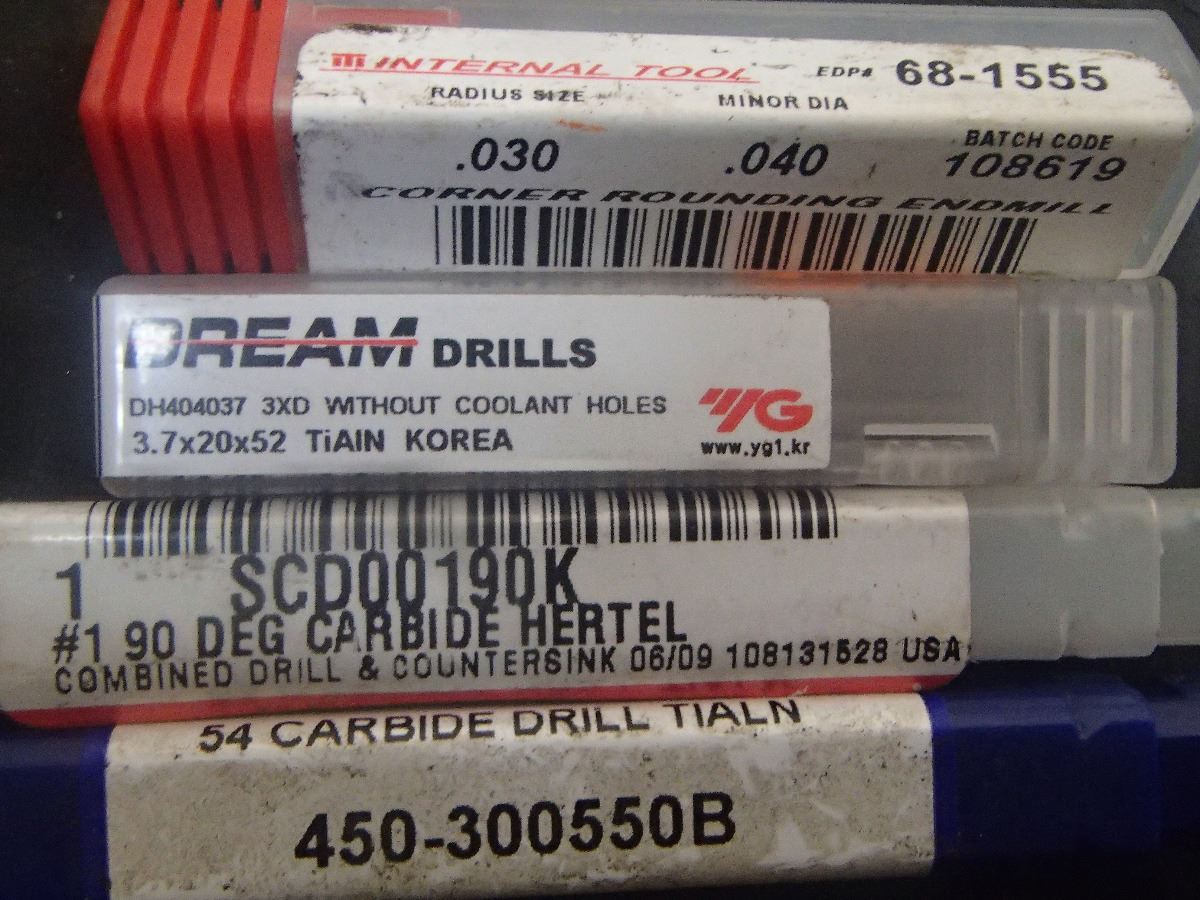 INTERNAL TOOL EDP# 68-1555
RADIUS SIZE MINOR DIA
BATCH CODE
.030 .040 108619
CORNER ROUNDING ENDMILL
DREAM DRILLS
DH404037 3XD WITHOUT COOLANT HOLES
3.7x20x52 TiAlN KOREA
YG
www.yg1.kr
1 SCD00190K
#1 90 DEG CARBIDE HERTEL
COMBINED DRILL & COUNTERSINK 06/09 108131528 USA
54 CARBIDE DRILL TIALN
450-300550B